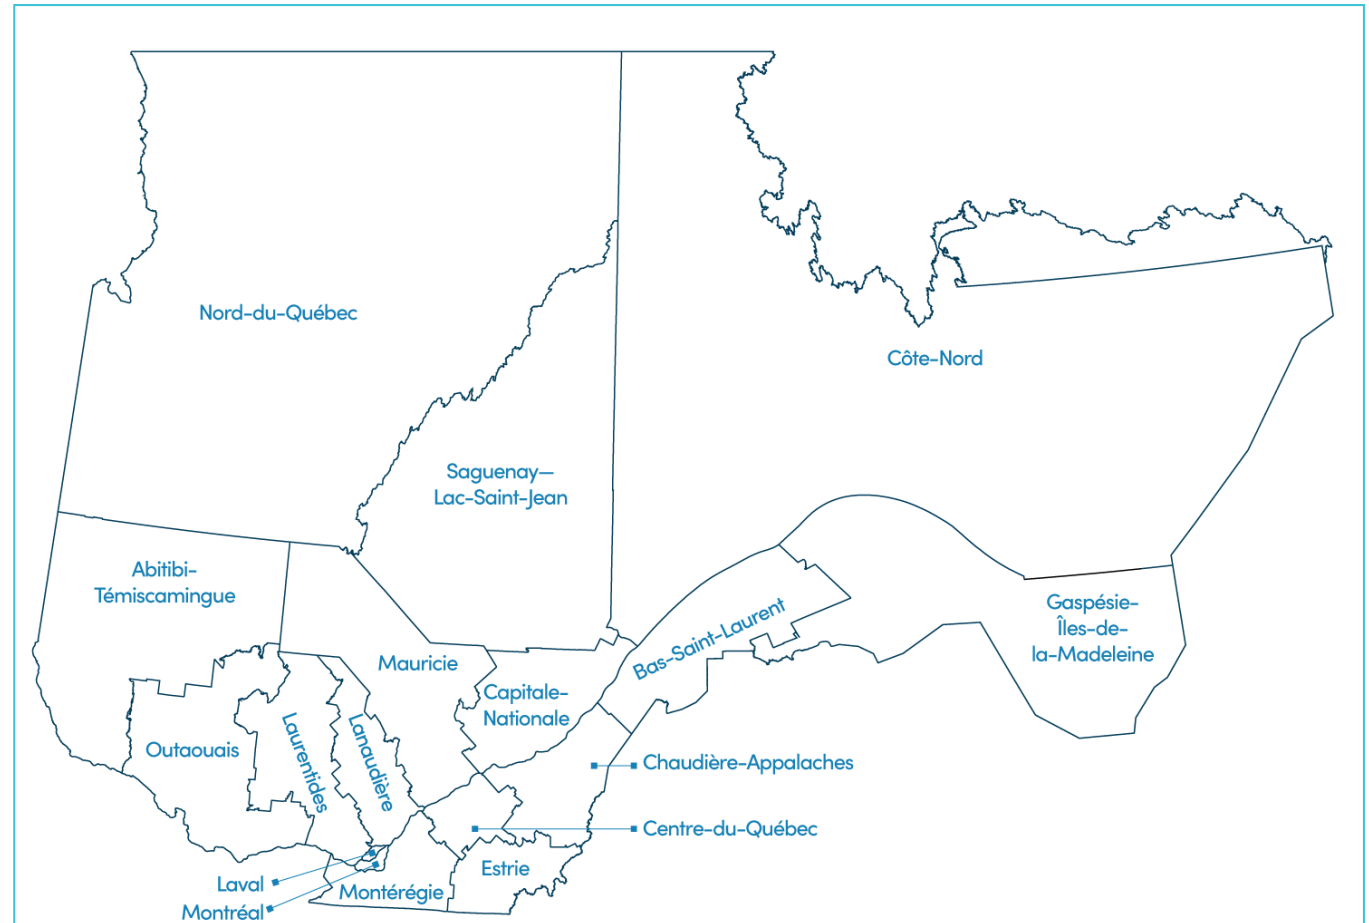 Nord-du-Québec
Côte-Nord
Saguenay—
Lac-Saint-Jean
Abitibi-
Témiscamingue
Gaspésie-
Îles-de-
la-Madeleine
Bas-Saint-Laurent
Mauricie
Capitale-
Nationale
Outaouais
Laurentides
Lanaudière
Chaudière-Appalaches
Centre-du-Québec
Estrie
Laval
Montérégie
Montréal